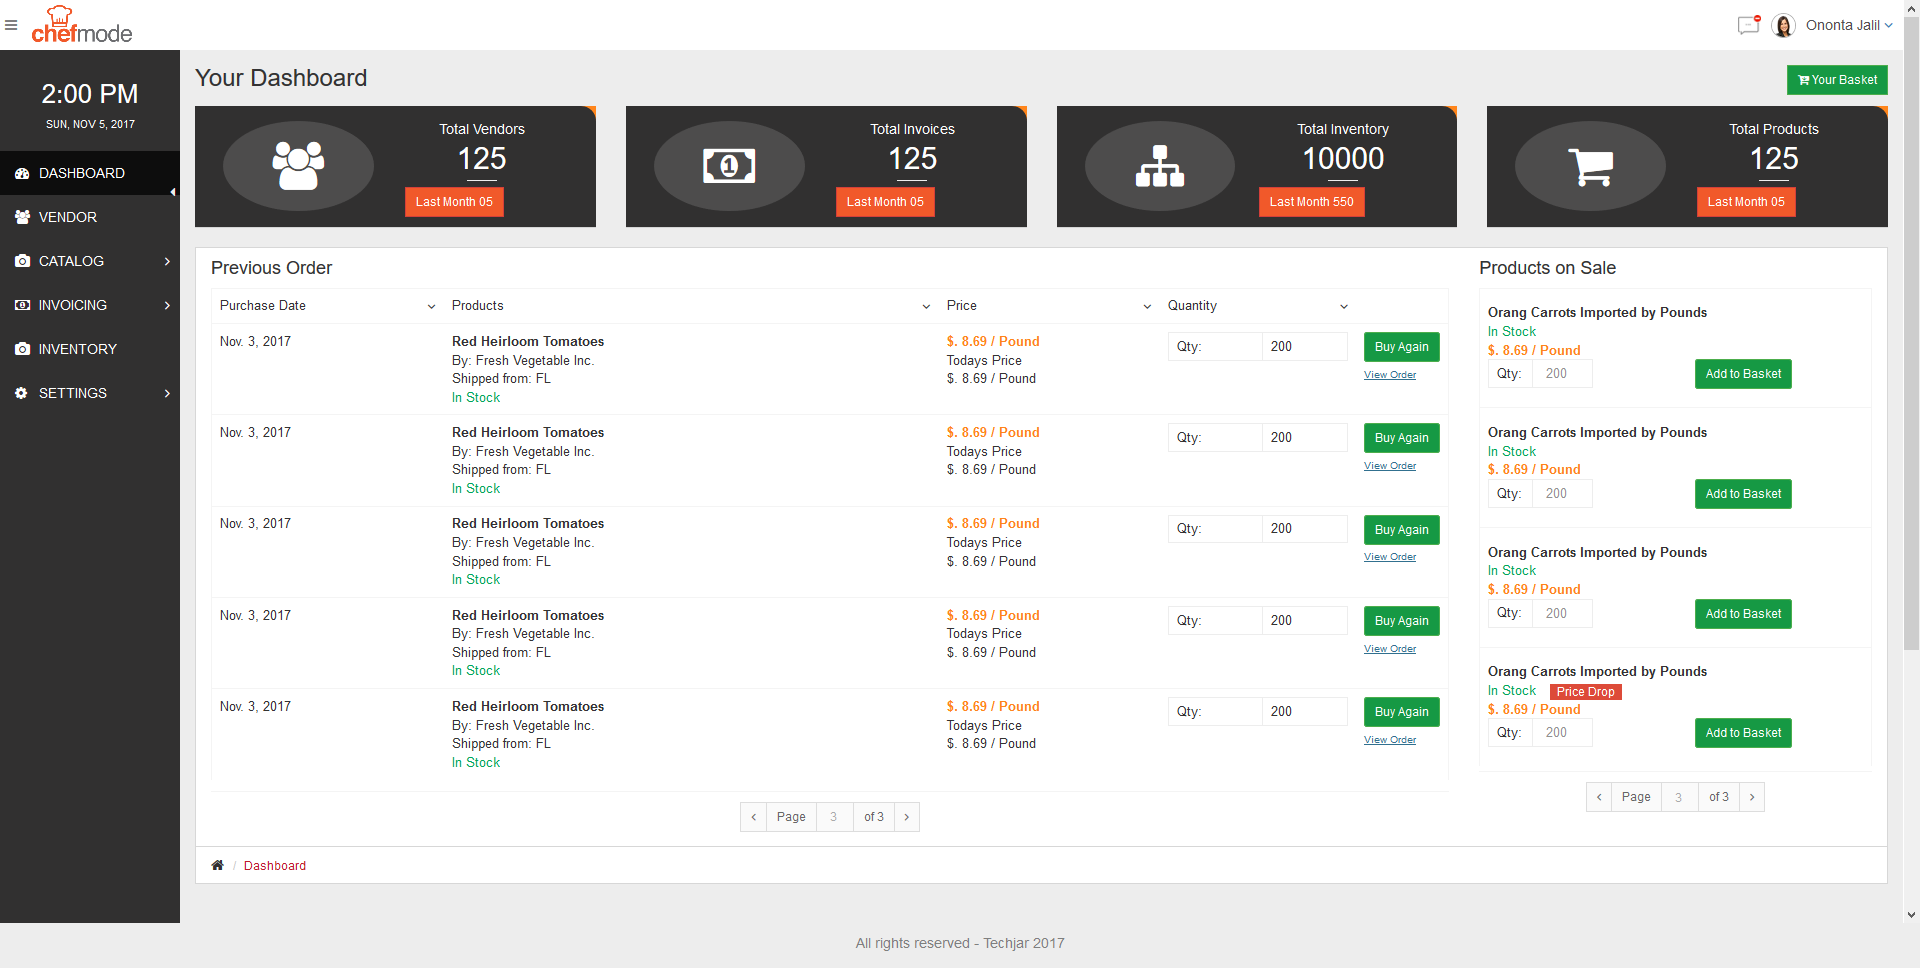 chefmode
Ononta Jalil
2:00 PM
SUN, NOV 5, 2017
DASHBOARD
VENDOR
CATALOG
INVOICING
INVENTORY
SETTINGS
Your Dashboard
Your Basket
Total Vendors
125
Last Month 05
Total Invoices
125
Last Month 05
Total Inventory
10000
Last Month 550
Total Products
125
Last Month 05
Previous Order
Purchase Date Products Price Quantity
Nov. 3, 2017 Red Heirloom Tomatoes $. 8.69 / Pound Qty: 200 Buy Again
By: Fresh Vegetable Inc. Todays Price
Shipped from: FL $. 8.69 / Pound View Order
In Stock
Nov. 3, 2017 Red Heirloom Tomatoes $. 8.69 / Pound Qty: 200 Buy Again
By: Fresh Vegetable Inc. Todays Price
Shipped from: FL $. 8.69 / Pound View Order
In Stock
Nov. 3, 2017 Red Heirloom Tomatoes $. 8.69 / Pound Qty: 200 Buy Again
By: Fresh Vegetable Inc. Todays Price
Shipped from: FL $. 8.69 / Pound View Order
In Stock
Nov. 3, 2017 Red Heirloom Tomatoes $. 8.69 / Pound Qty: 200 Buy Again
By: Fresh Vegetable Inc. Todays Price
Shipped from: FL $. 8.69 / Pound View Order
In Stock
Nov. 3, 2017 Red Heirloom Tomatoes $. 8.69 / Pound Qty: 200 Buy Again
By: Fresh Vegetable Inc. Todays Price
Shipped from: FL $. 8.69 / Pound View Order
In Stock
Page 3 of 3
Products on Sale
Orang Carrots Imported by Pounds
In Stock
$. 8.69 / Pound
Qty: 200 Add to Basket
Orang Carrots Imported by Pounds
In Stock
$. 8.69 / Pound
Qty: 200 Add to Basket
Orang Carrots Imported by Pounds
In Stock
$. 8.69 / Pound
Qty: 200 Add to Basket
Orang Carrots Imported by Pounds
In Stock Price Drop
$. 8.69 / Pound
Qty: 200 Add to Basket
Page 3 of 3
/ Dashboard
All rights reserved - Techjar 2017